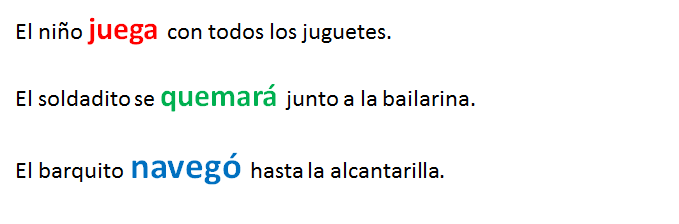 El niño juega con todos los juguetes.
El soldadito se quemará junto a la bailarina.
El barquito navegó hasta la alcantarilla.